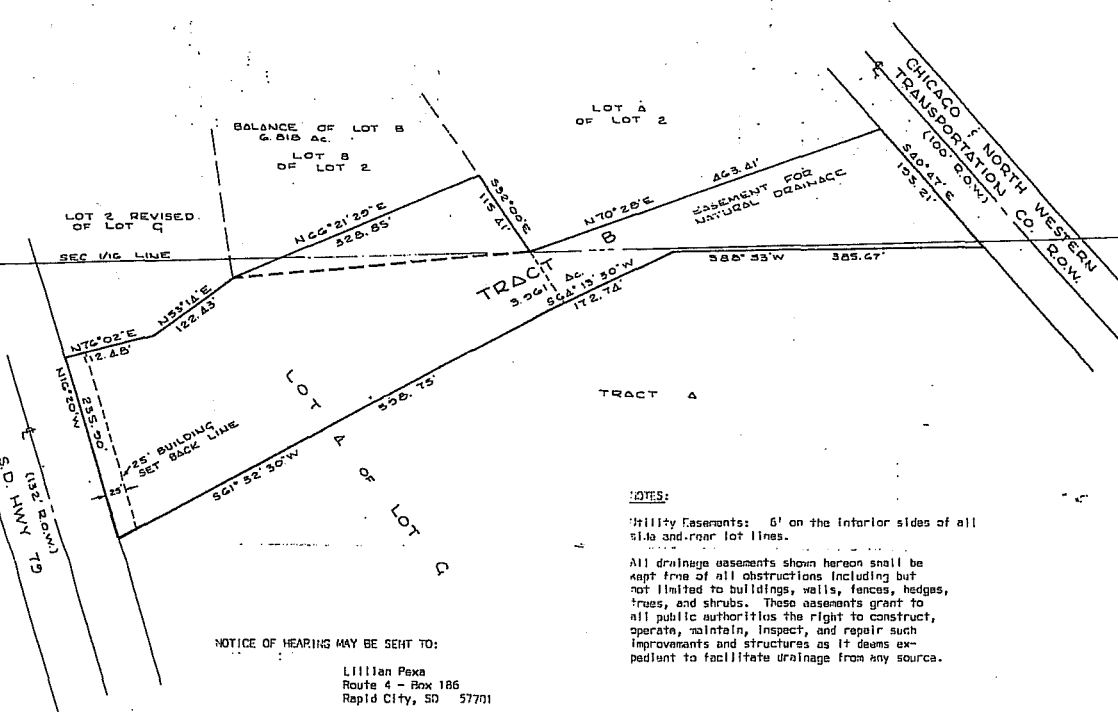 CHICAGO & NORTH WESTERN
TRANSPORTATION CO. R.O.W.
(100' R.O.W.)
℄
LOT A
OF LOT 2
BALANCE OF LOT B
6.818 Ac.
LOT B
OF LOT 2
S40°47'E
193.21'
463.41'
N70°28'E
EASEMENT FOR
NATURAL DRAINAGE
115.41'
N66°21'29"E
328.85'
LOT 2 REVISED
OF LOT G
SEC 1/16 LINE
TRACT B
3.961 Ac.
S88°53'W 385.67'
S64°13'30"W
172.74'
N53°14'E
122.43'
N76°02'E
112.48'
N16°20'W
235.90'
TRACT A
LOT A OF LOT G
398.75'
S61°52'30"W
25' BUILDING
SET BACK LINE
25'
℄
(132' R.O.W.)
S.D. HWY 79
NOTES:
Utility Easements: 6' on the interior sides of all
side and rear lot lines.
All drainage easements shown hereon shall be
kept free of all obstructions including but
not limited to buildings, walls, fences, hedges,
trees, and shrubs. These easements grant to
all public authorities the right to construct,
operate, maintain, inspect, and repair such
improvements and structures as it deems ex-
pedient to facilitate drainage from any source.
NOTICE OF HEARING MAY BE SENT TO:
Lillian Pexa
Route 4 - Box 186
Rapid City, SD 57701